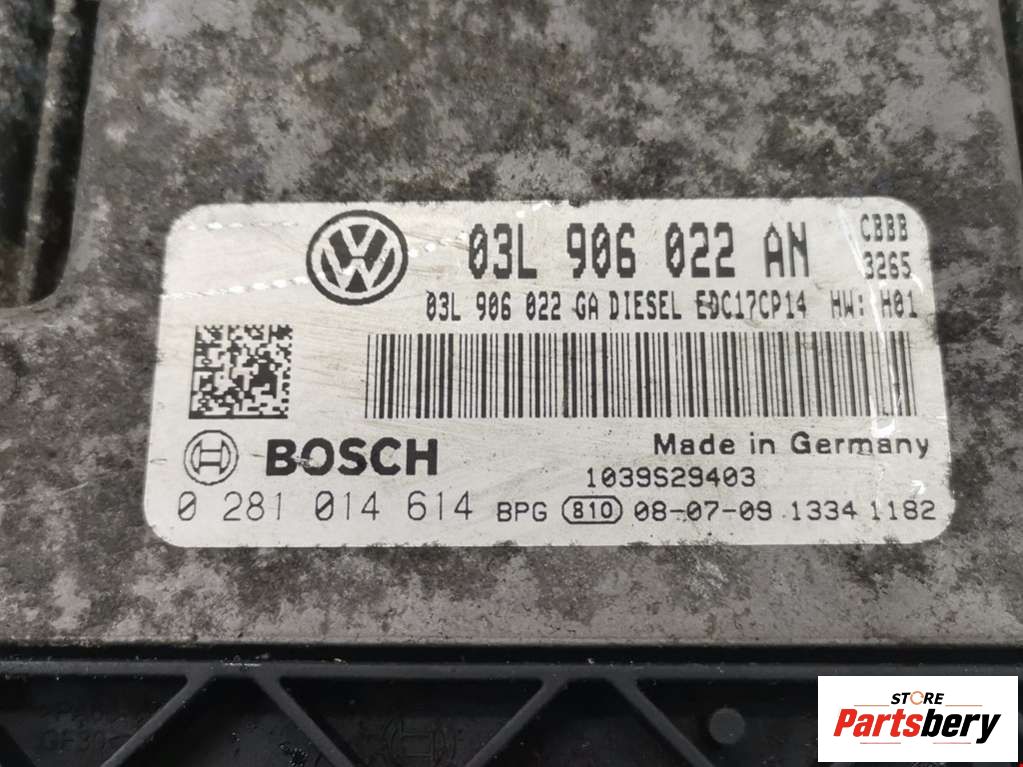 03L 906 022 AN CBBB
3265
03L 906 022 GA DIESEL EDC17CP14 HW: H01
BOSCH Made in Germany
1039S29403
0 281 014 614 BPG 810 08-07-09 1334 1182
STORE
Partsbery